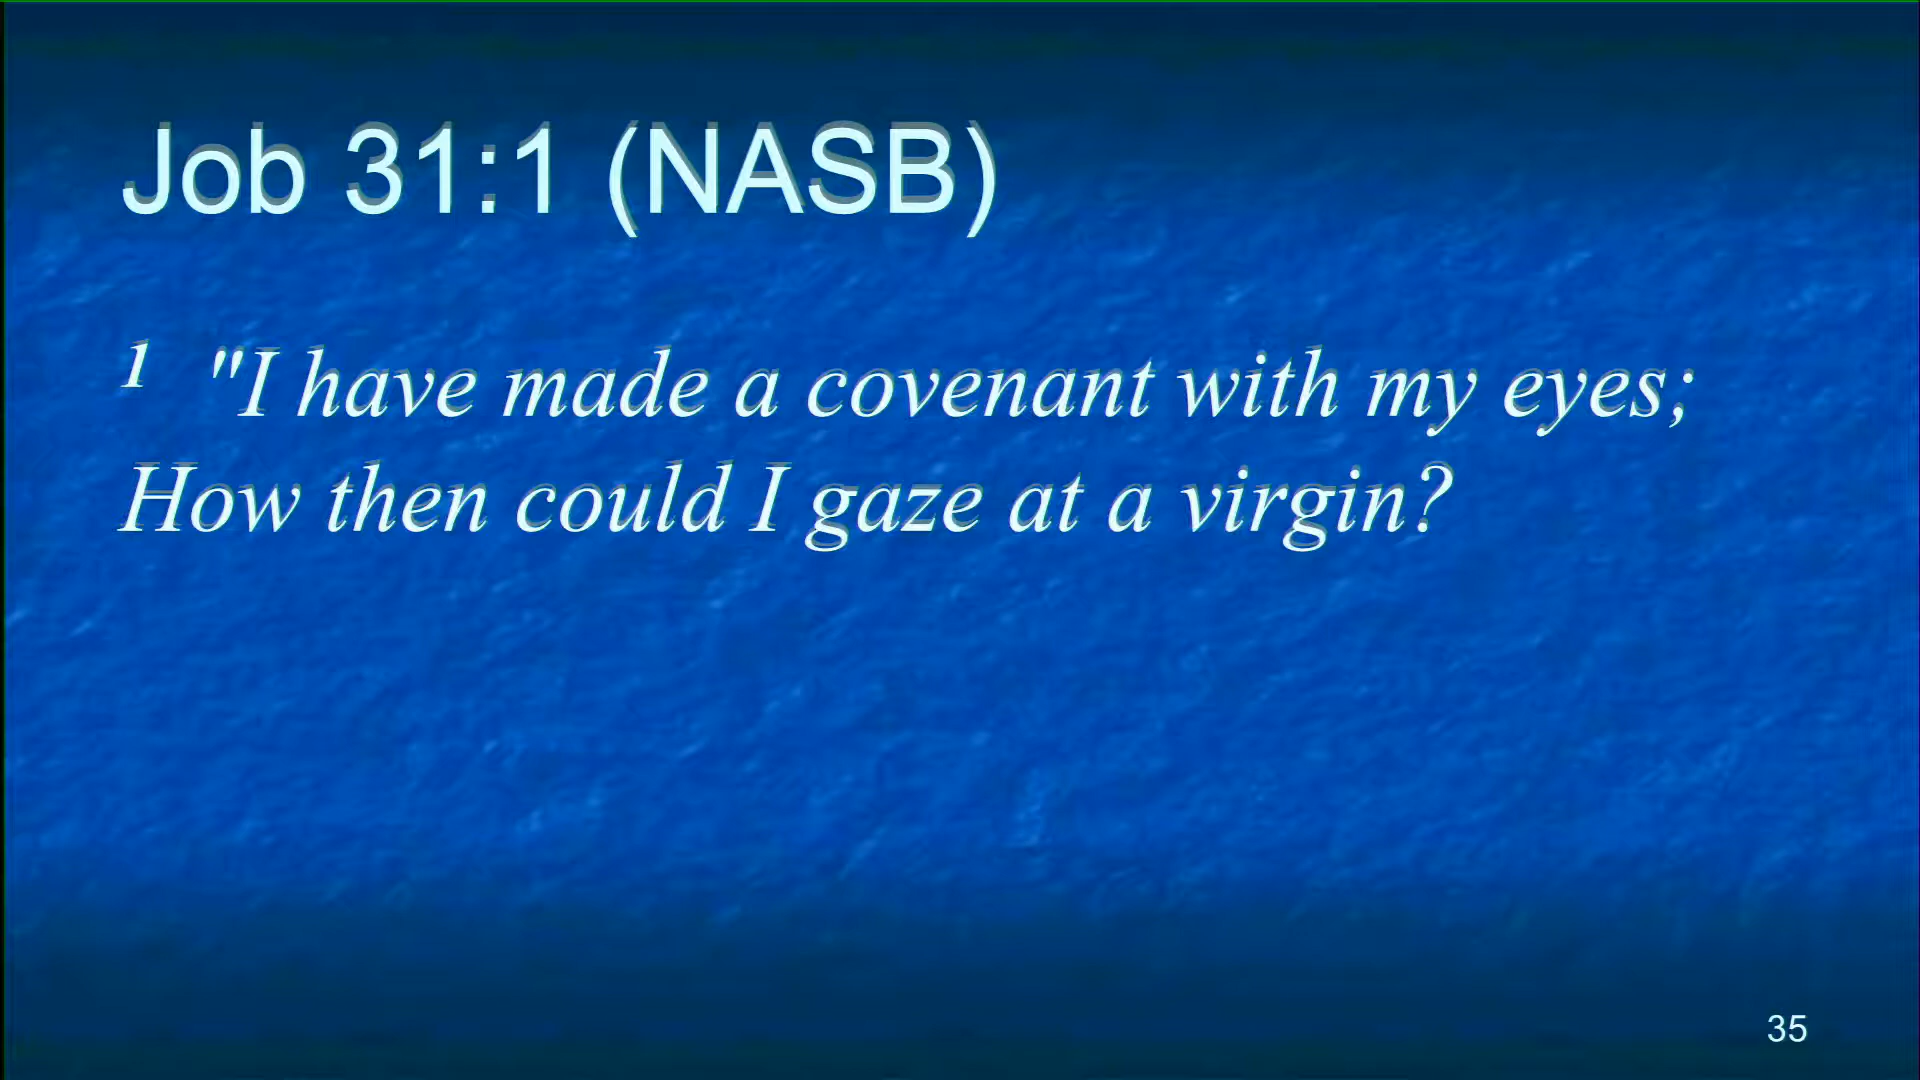 Job 31:1 (NASB)
1 "I have made a covenant with my eyes;
How then could I gaze at a virgin?
35